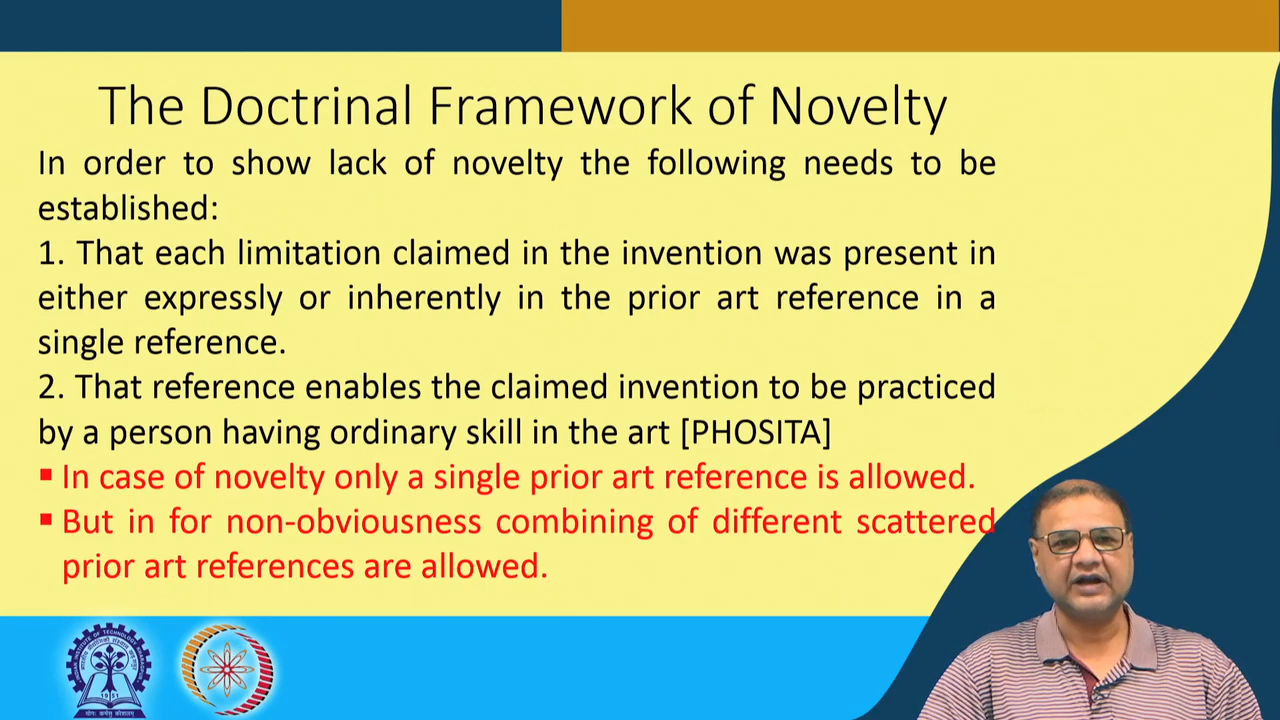 The Doctrinal Framework of Novelty
In order to show lack of novelty the following needs to be
established:
1. That each limitation claimed in the invention was present in
either expressly or inherently in the prior art reference in a
single reference.
2. That reference enables the claimed invention to be practiced
by a person having ordinary skill in the art [PHOSITA]
▪ In case of novelty only a single prior art reference is allowed.
▪ But in for non-obviousness combining of different scattered
prior art references are allowed.
1951